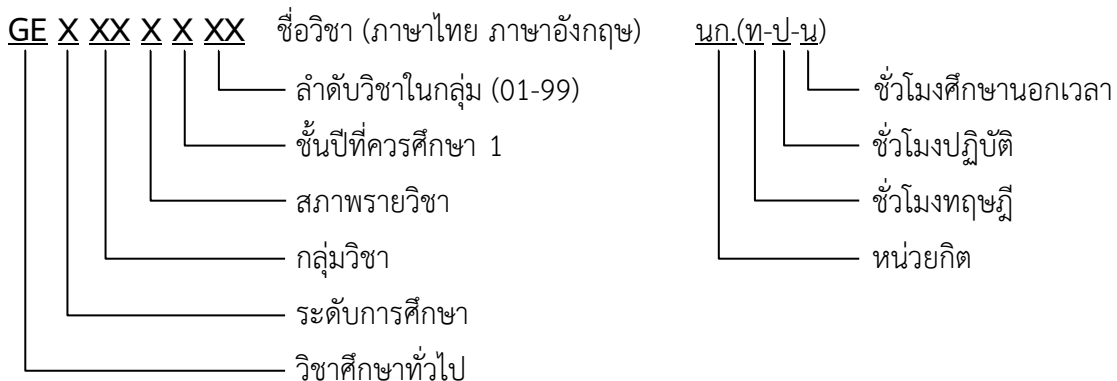 GE X XX X X XX ชื่อวิชา (ภาษาไทย ภาษาอังกฤษ) นก.(ท-ป-น)
ลำดับวิชาในกลุ่ม (01-99) ชั่วโมงศึกษานอกเวลา
ชั้นปีที่ควรศึกษา 1 ชั่วโมงปฏิบัติ
สภาพรายวิชา ชั่วโมงทฤษฎี
กลุ่มวิชา หน่วยกิต
ระดับการศึกษา
วิชาศึกษาทั่วไป